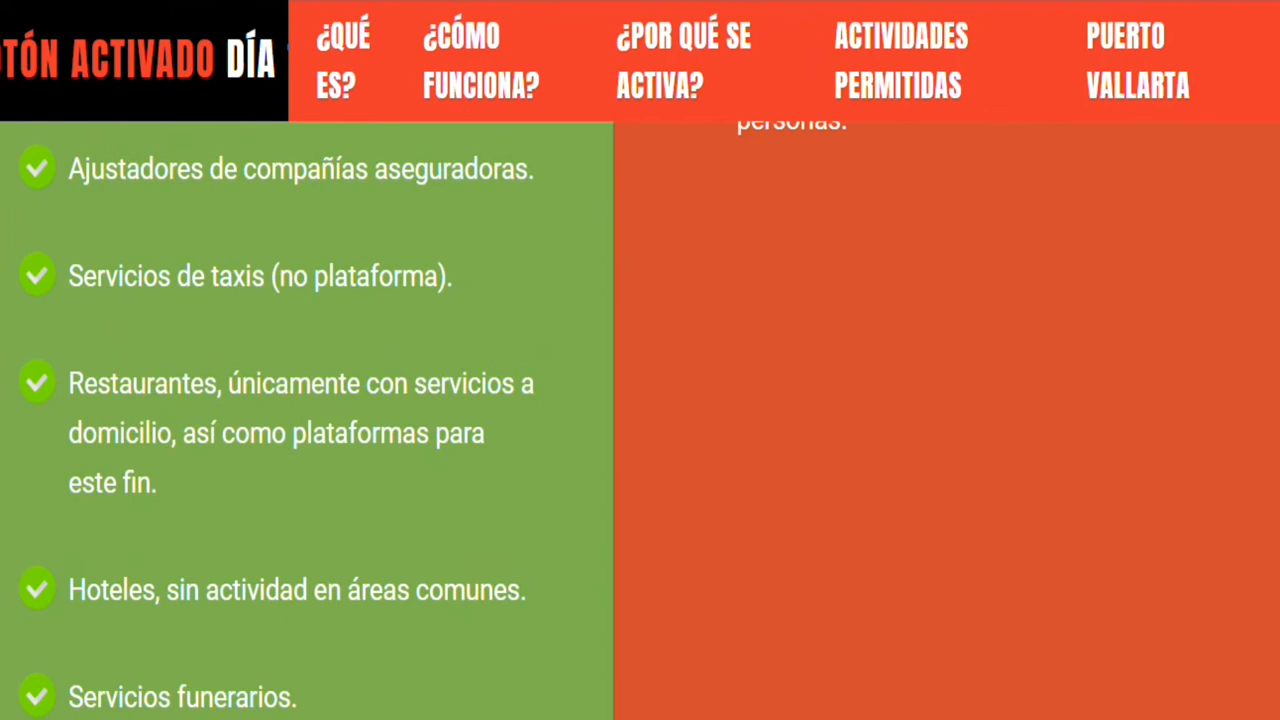 TÓN ACTIVADO DÍA
¿QUÉ
ES?
¿CÓMO
FUNCIONA?
¿POR QUÉ SE
ACTIVA?
ACTIVIDADES
PERMITIDAS
PUERTO
VALLARTA
personas.
Ajustadores de compañías aseguradoras.
Servicios de taxis (no plataforma).
Restaurantes, únicamente con servicios a
domicilio, así como plataformas para
este fin.
Hoteles, sin actividad en áreas comunes.
Servicios funerarios.